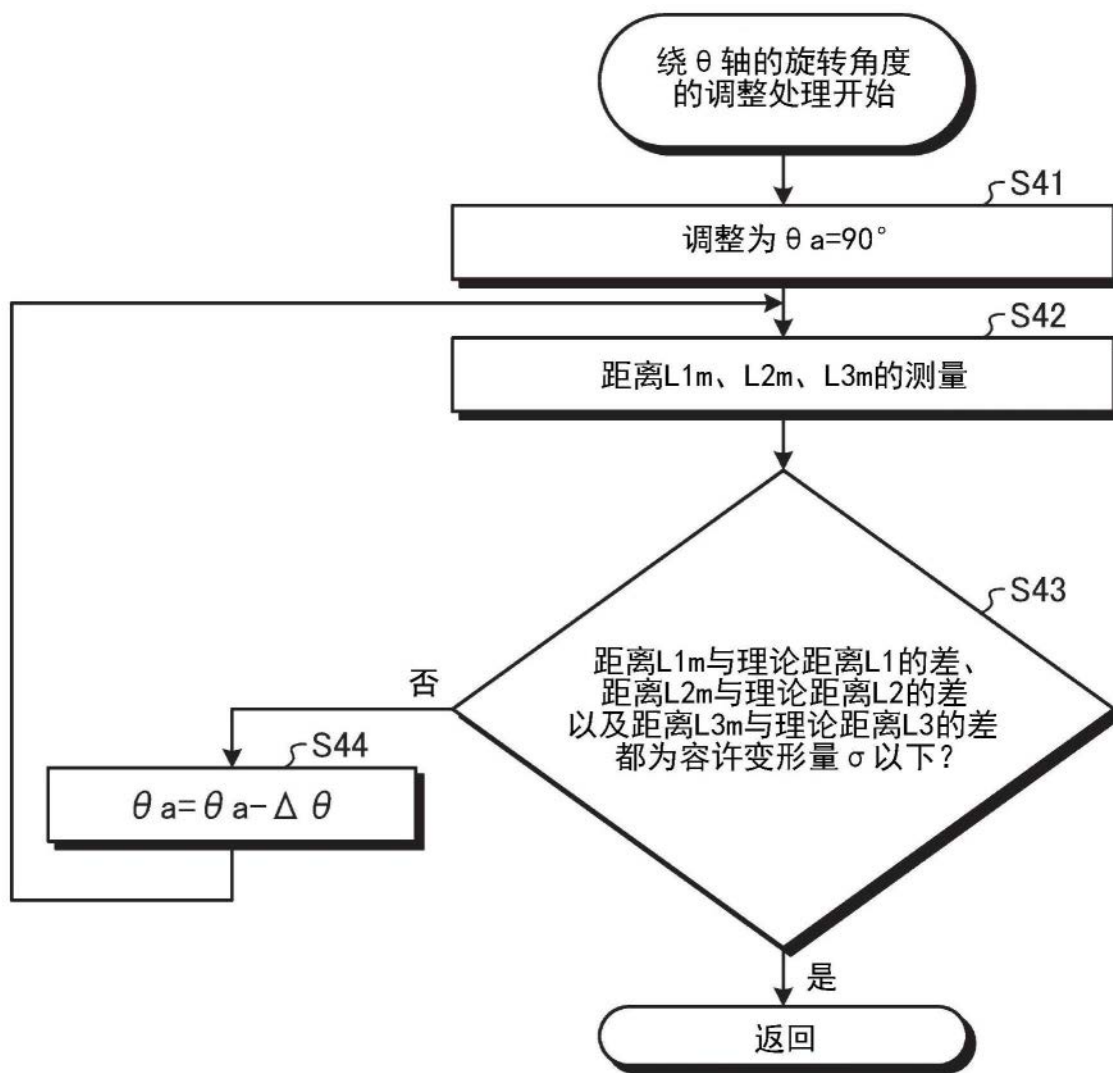 绕θ轴的旋转角度
的调整处理开始
S41
调整为θa=90°
S42
距离L1m、L2m、L3m的测量
S43
距离L1m与理论距离L1的差、
距离L2m与理论距离L2的差
以及距离L3m与理论距离L3的差
都为容许变形量σ以下?
否
S44
θa=θa-Δθ
是
返回